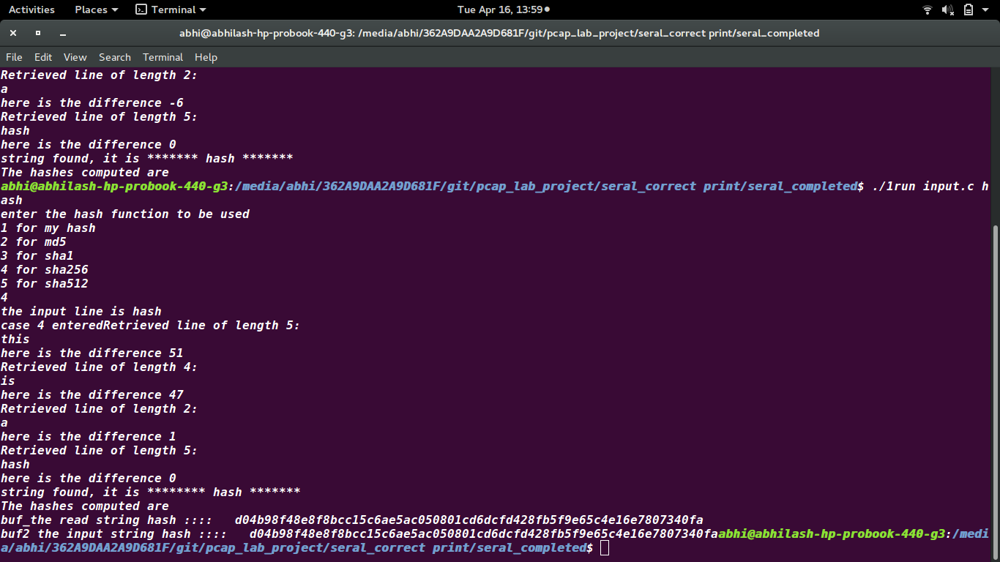 Activities Places Terminal Tue Apr 16, 13:59
abhi@abhilash-hp-probook-440-g3: /media/abhi/362A9DAA2A9D681F/git/pcap_lab_project/seral_correct print/seral_completed
File Edit View Search Terminal Help
Retrieved line of length 2:
a
here is the difference -6
Retrieved line of length 5:
hash
here is the difference 0
string found, it is ******* hash *******
The hashes computed are
abhi@abhilash-hp-probook-440-g3:/media/abhi/362A9DAA2A9D681F/git/pcap_lab_project/seral_correct print/seral_completed$ ./1run input.c h
ash
enter the hash function to be used
1 for my hash
2 for md5
3 for sha1
4 for sha256
5 for sha512
4
the input line is hash
case 4 enteredRetrieved line of length 5:
this
here is the difference 51
Retrieved line of length 4:
is
here is the difference 47
Retrieved line of length 2:
a
here is the difference 1
Retrieved line of length 5:
hash
here is the difference 0
string found, it is ******** hash *******
The hashes computed are
buf_the read string hash ::::   d04b98f48e8f8bcc15c6ae5ac050801cd6dcfd428fb5f9e65c4e16e7807340fa
buf2 the input string hash ::::   d04b98f48e8f8bcc15c6ae5ac050801cd6dcfd428fb5f9e65c4e16e7807340faabhi@abhilash-hp-probook-440-g3:/medi
a/abhi/362A9DAA2A9D681F/git/pcap_lab_project/seral_correct print/seral_completed$